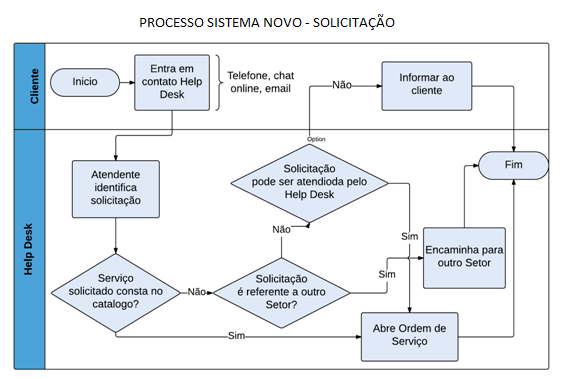 PROCESSO SISTEMA NOVO - SOLICITAÇÃO
Cliente
Inicio
Entra em
contato Help
Desk
Telefone, chat
online, email
Não
Informar ao
cliente
Help Desk
Option
Atendente
identifica
solicitação
Solicitação
pode ser atendioda pelo
Help Desk
Fim
Não
Sim
Encaminha para
outro Setor
Serviço
solicitado consta no
catalogo?
Não
Solicitação
é referente a outro
Setor?
Sim
Sim
Abre Ordem de
Serviço